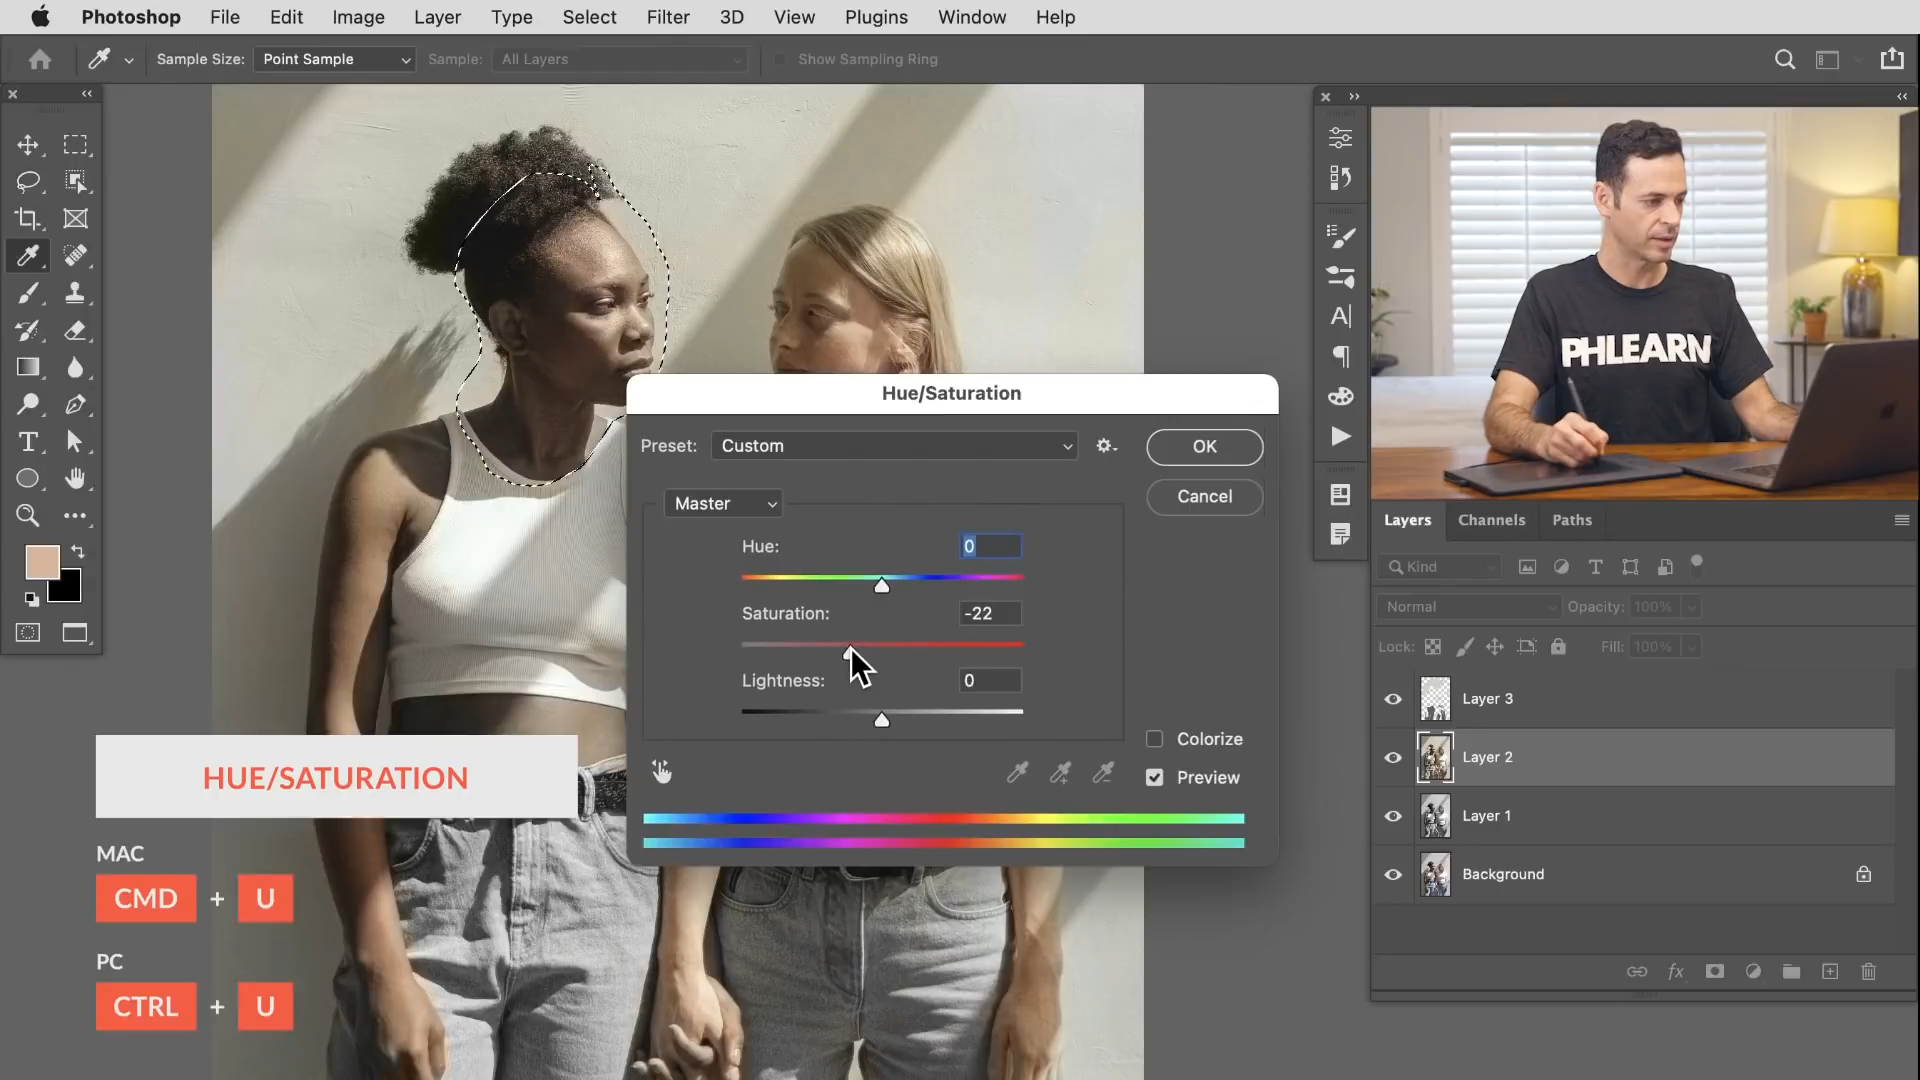 Photoshop File Edit Image Layer Type Select Filter 3D View Plugins Window Help
Sample Size: Point Sample Sample: All Layers Show Sampling Ring
PHLEARN
Hue/Saturation
Preset: Custom
OK
Cancel
Master
Hue: 0
Saturation: -22
Lightness: 0
Colorize
Preview
HUE/SATURATION
MAC
CMD + U
PC
CTRL + U
Layers Channels Paths
Kind
Normal Opacity: 100%
Lock: Fill: 100%
Layer 3
Layer 2
Layer 1
Background